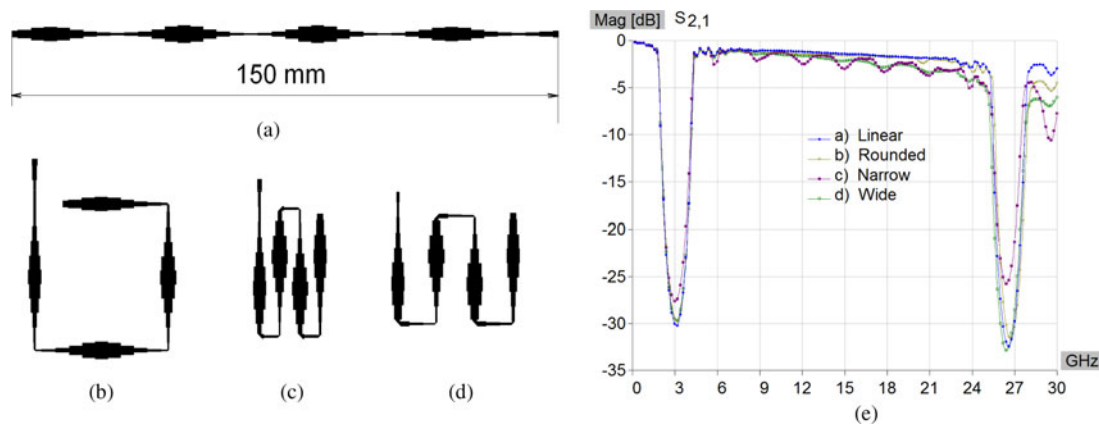 150 mm
(a)
(b)
(c)
(d)
Mag [dB] S2,1
0
-5
-10
-15
-20
-25
-30
-35
a) Linear
b) Rounded
c) Narrow
d) Wide
GHz
0 3 6 9 12 15 18 21 24 27 30
(e)